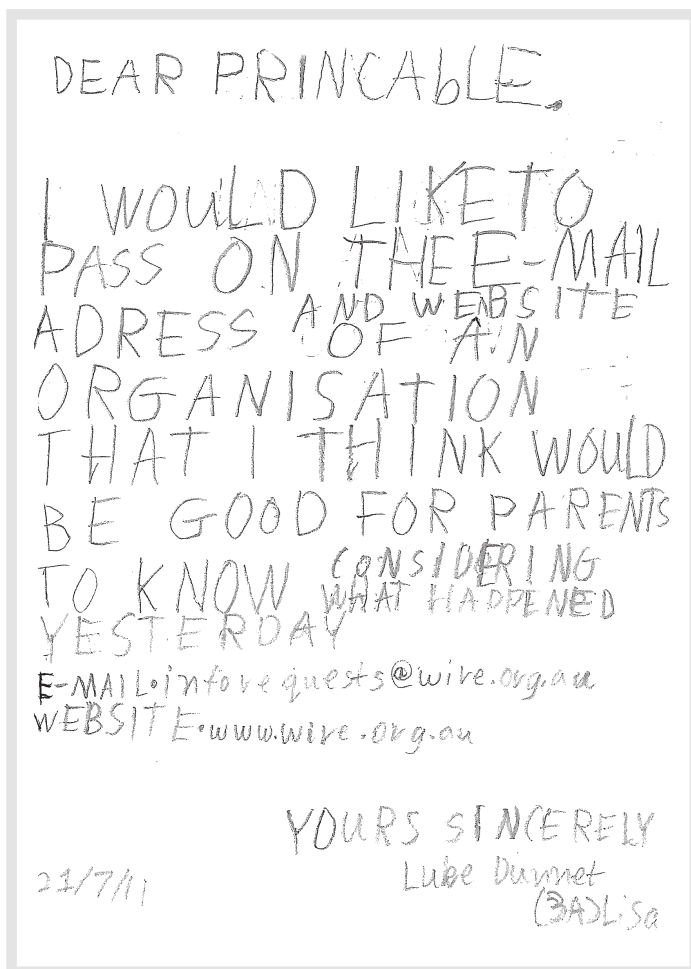 DEAR PRINCABLE.
I WOULD LIKE TO
PASS ON THE E-MAIL
ADRESS AND WEBSITE
OF AN
ORGANISATION
THAT I THINK WOULD
BE GOOD FOR PARENTS
TO KNOW CONSIDERING
WHAT HAPPENED
YESTERDAY
E-MAIL.inforequests@wire.org.au
WEBSITE.www.wire.org.au
YOURS SINCERELY
Luke
21/7/11
(3A)Lisa